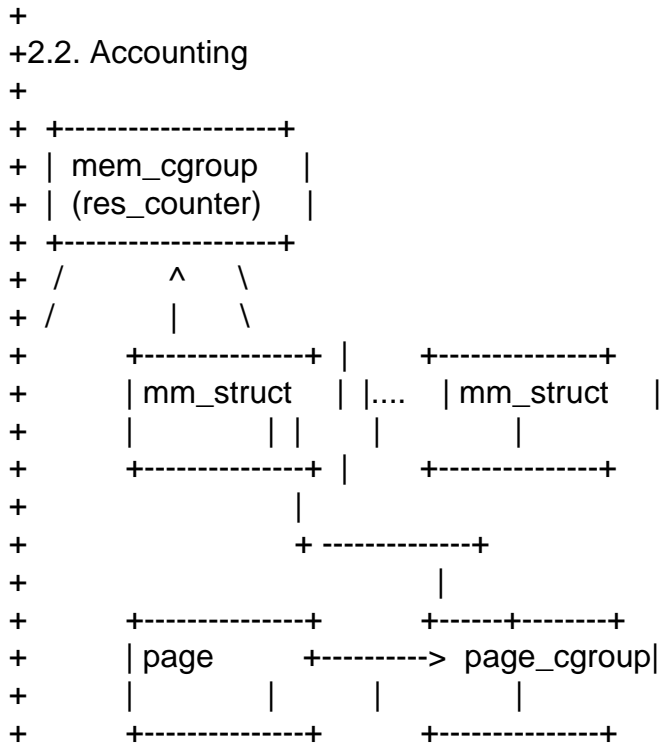 +
+2.2. Accounting
+
+ +--------------------+
+ | mem_cgroup |
+ | (res_counter) |
+ +--------------------+
+ / ^ \
+ / | \
+ +---------------+ | +---------------+
+ | mm_struct | |.... | mm_struct |
+ | | | | |
+ +---------------+ | +---------------+
+ |
+ + --------------+
+ |
+ +---------------+ +------+--------+
+ | page +----------> page_cgroup|
+ | | | |
+ +---------------+ +---------------+